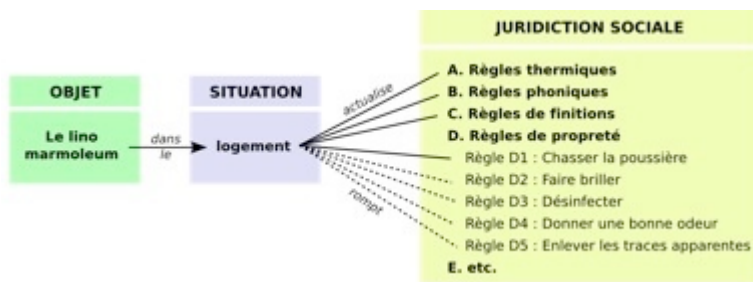 JURIDICTION SOCIALE
OBJET
SITUATION
Le lino
marmoleum
dans
le
logement
actualise
rompt
A. Règles thermiques
B. Règles phoniques
C. Règles de finitions
D. Règles de propreté
Règle D1 : Chasser la poussière
Règle D2 : Faire briller
Règle D3 : Désinfecter
Règle D4 : Donner une bonne odeur
Règle D5 : Enlever les traces apparentes
E. etc.